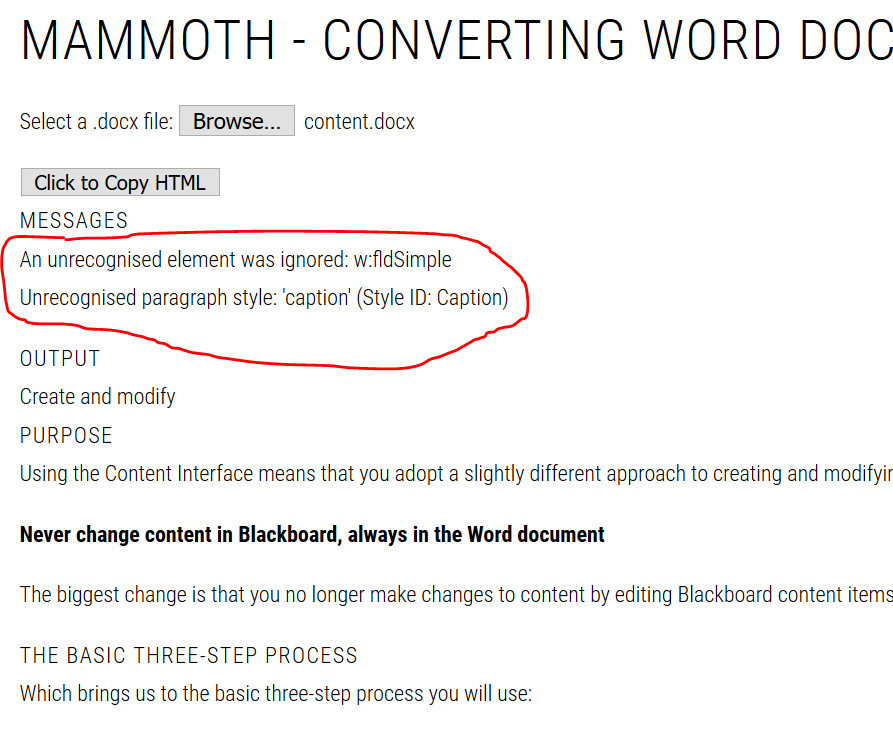 MAMMOTH - CONVERTING WORD DOC
Select a .docx file: Browse... content.docx
Click to Copy HTML
MESSAGES
An unrecognised element was ignored: w:fldSimple
Unrecognised paragraph style: 'caption' (Style ID: Caption)
OUTPUT
Create and modify
PURPOSE
Using the Content Interface means that you adopt a slightly different approach to creating and modifyin
Never change content in Blackboard, always in the Word document
The biggest change is that you no longer make changes to content by editing Blackboard content items
THE BASIC THREE-STEP PROCESS
Which brings us to the basic three-step process you will use: